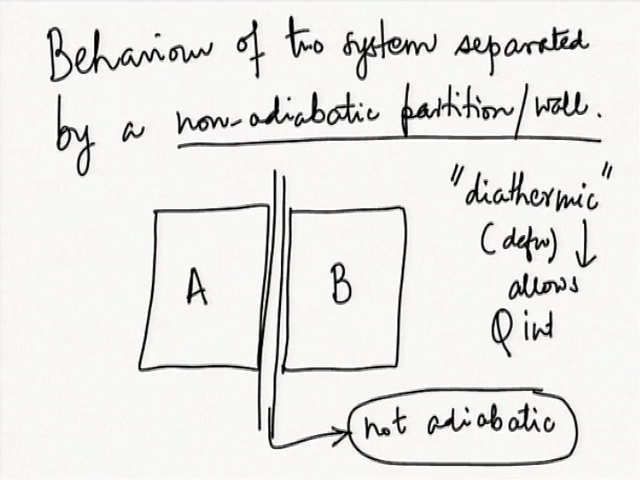 Behaviour of two system separated
by a non-adiabatic partition/wall.
"diathermic"
(defn)
allows
Q int
A
B
not adiabatic